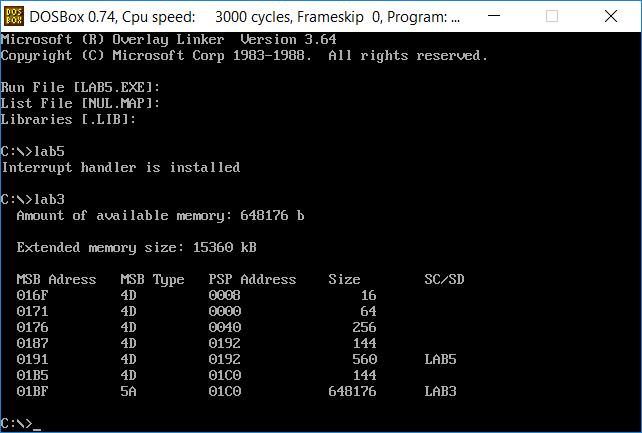 DOSBox 0.74, Cpu sped:    3000 cycles, Frameskip  0, Program: ...
Microsoft (R) Overlay Linker  Version 3.64
Copyright (C) Microsoft Corp 1983-1988.  All rights reserved.
Run File [LAB5.EXE]:
List File [NUL.MAP]:
Libraries [.LIB]:
C:\>lab5
Interrupt handler is installed
C:\>lab3
Amount of available memory: 648176 b
Extended memory size: 15360 kB
MSB Adress   MSB Type   PSP Address    Size        SC/SD
016F         4D         0008               16
0171         4D         0000               64
0176         4D         0040              256
0187         4D         0192              144
0191         4D         0192              560      LAB5
01B5         4D         01C0              144
01BF         5A         01C0           648176      LAB3
C:\>_